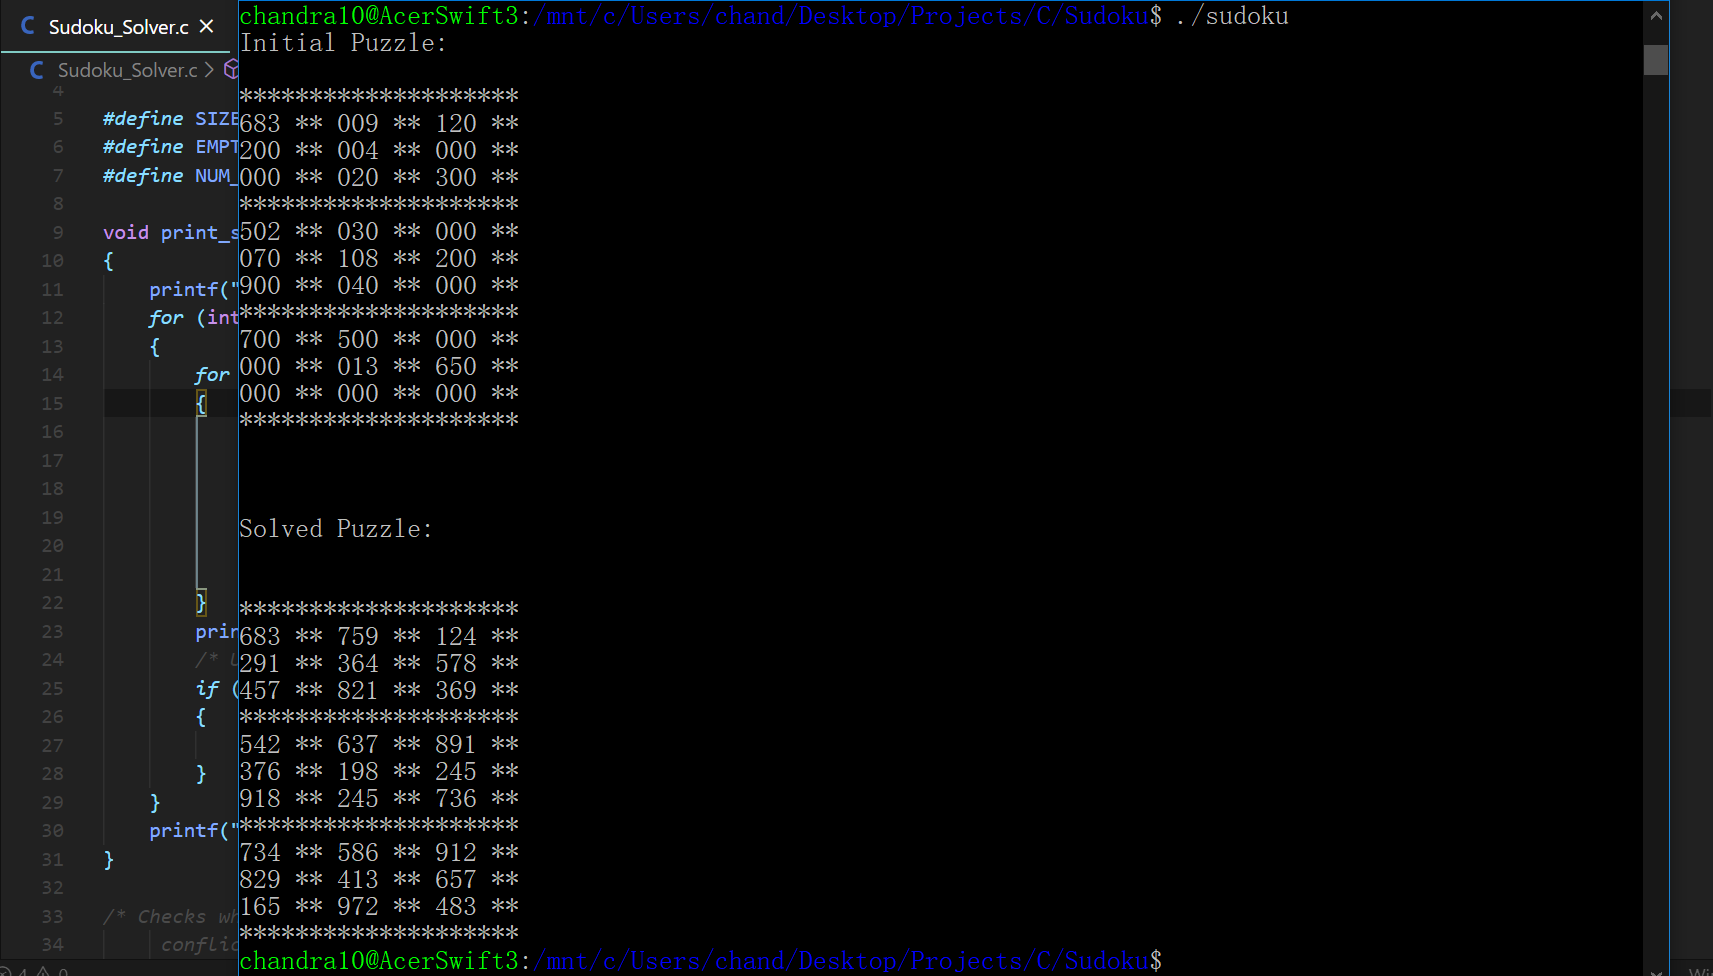 Sudoku_Solver.c
Sudoku_Solver.c >
4
5 #define SIZE
6 #define EMPT
7 #define NUM_
8
9 void print_s
10 {
11 printf("
12 for (int
13 {
14 for
15 {
16
17
18
19
20
21
22 }
23 prin
24 /* U
25 if (
26 {
27
28 }
29 }
30 printf("
31 }
32
33 /* Checks wh
34 conflic
chandra10@AcerSwift3:/mnt/c/Users/chand/Desktop/Projects/C/Sudoku$ ./sudoku
Initial Puzzle:
********************
683 ** 009 ** 120 **
200 ** 004 ** 000 **
000 ** 020 ** 300 **
********************
502 ** 030 ** 000 **
070 ** 108 ** 200 **
900 ** 040 ** 000 **
********************
700 ** 500 ** 000 **
000 ** 013 ** 650 **
000 ** 000 ** 000 **
********************
Solved Puzzle:
********************
683 ** 759 ** 124 **
291 ** 364 ** 578 **
457 ** 821 ** 369 **
********************
542 ** 637 ** 891 **
376 ** 198 ** 245 **
918 ** 245 ** 736 **
********************
734 ** 586 ** 912 **
829 ** 413 ** 657 **
165 ** 972 ** 483 **
********************
chandra10@AcerSwift3:/mnt/c/Users/chand/Desktop/Projects/C/Sudoku$